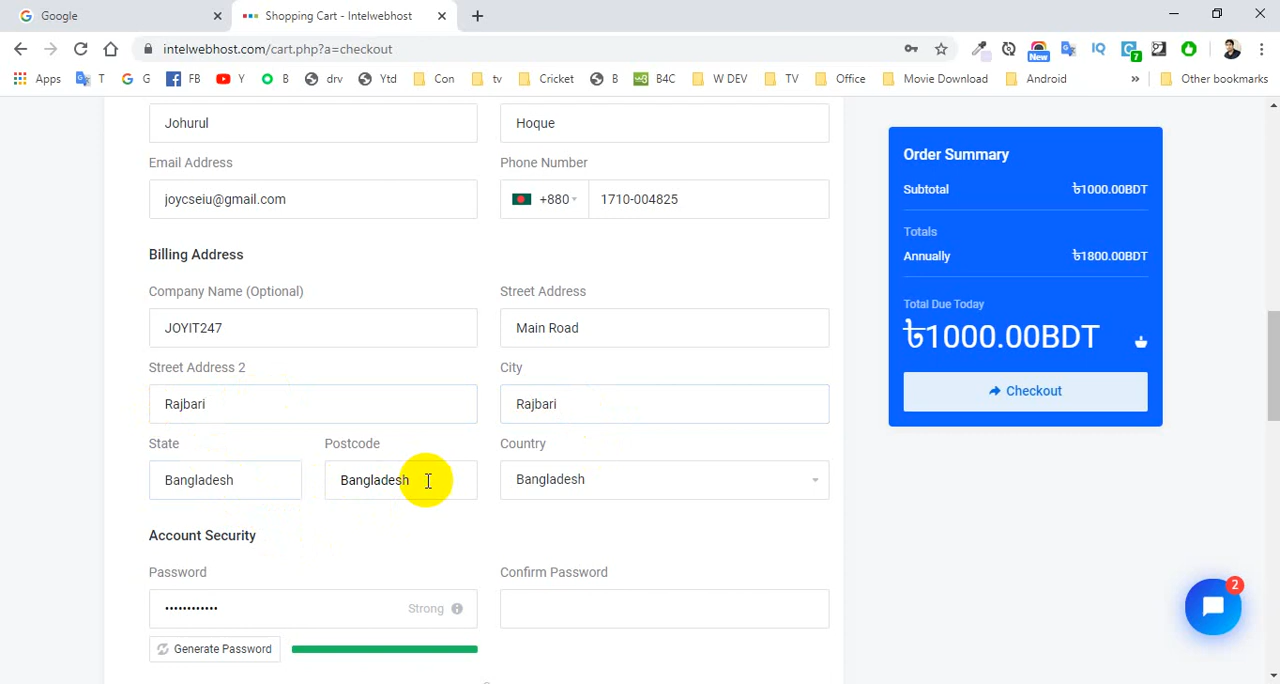 Google
Shopping Cart - Intelwebhost
intelwebhost.com/cart.php?a=checkout
New
7
Apps T G FB Y B drv Ytd Con tv Cricket B B4C W DEV TV Office Movie Download Android » Other bookmarks
Johurul
Hoque
Email Address
Phone Number
joycseiu@gmail.com
+880
1710-004825
Billing Address
Company Name (Optional)
Street Address
JOYIT247
Main Road
Street Address 2
City
Rajbari
Rajbari
State
Postcode
Country
Bangladesh
Bangladesh
Bangladesh
Account Security
Password
Confirm Password
••••••••••••
Strong
Generate Password
Order Summary
Subtotal ৳1000.00BDT
Totals
Annually ৳1800.00BDT
Total Due Today
৳1000.00BDT
Checkout
2